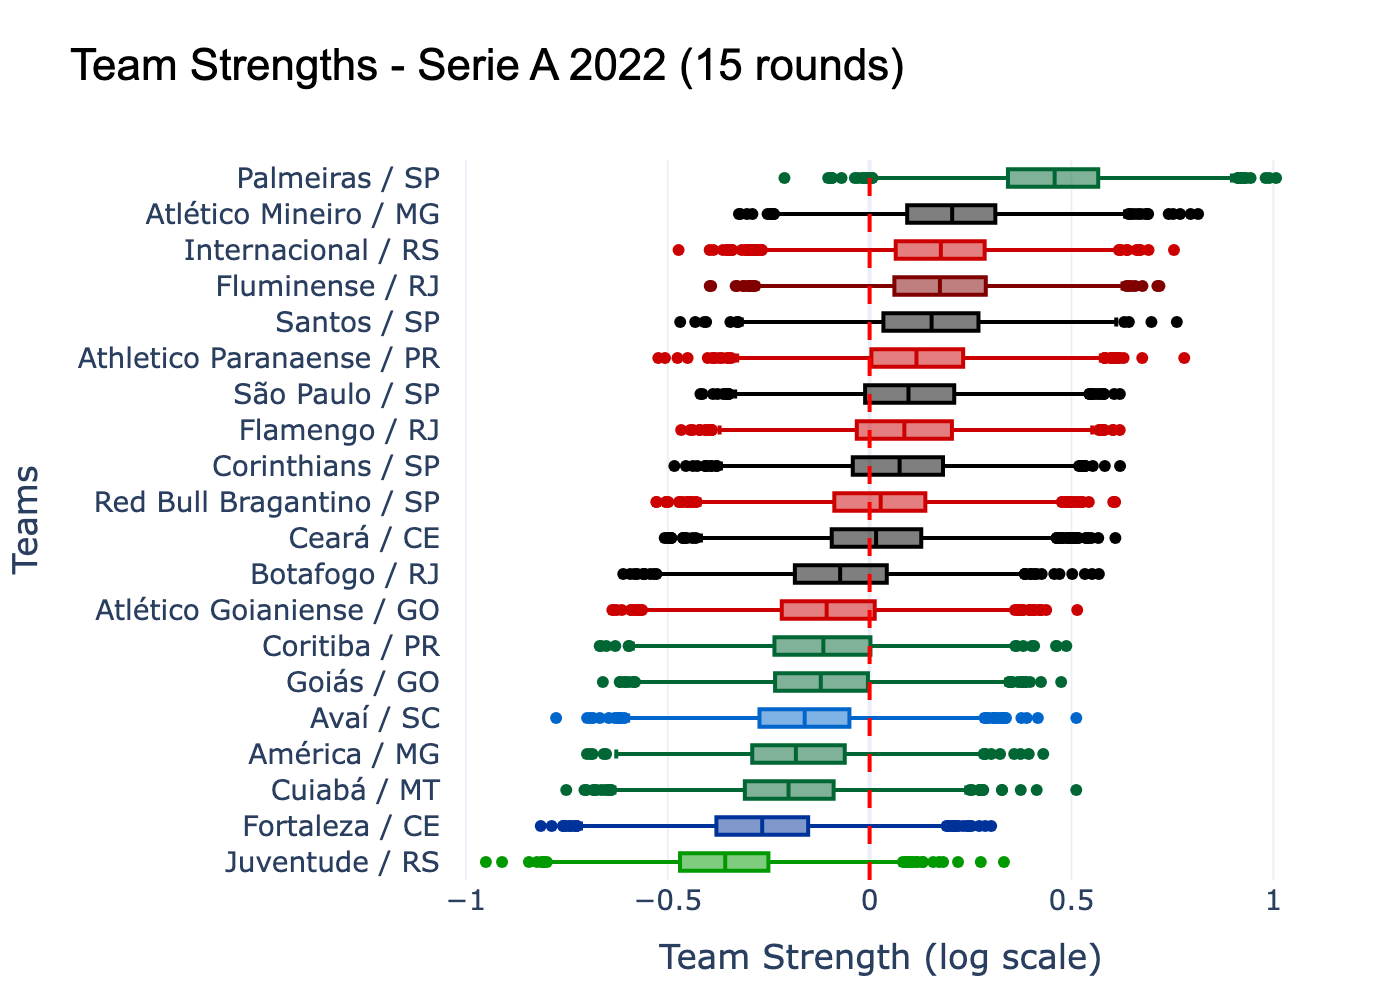 Team Strengths - Serie A 2022 (15 rounds)
Teams
Palmeiras / SP
Atlético Mineiro / MG
Internacional / RS
Fluminense / RJ
Santos / SP
Athletico Paranaense / PR
São Paulo / SP
Flamengo / RJ
Corinthians / SP
Red Bull Bragantino / SP
Ceará / CE
Botafogo / RJ
Atlético Goianiense / GO
Coritiba / PR
Goiás / GO
Avaí / SC
América / MG
Cuiabá / MT
Fortaleza / CE
Juventude / RS
−1 −0.5 0 0.5 1
Team Strength (log scale)